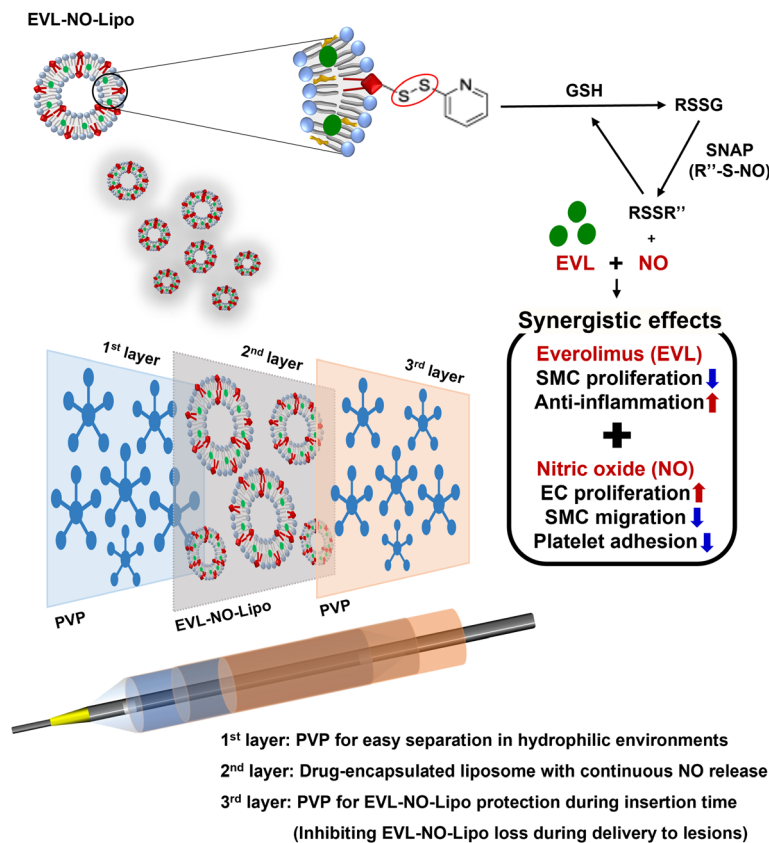 EVL-NO-Lipo
S
S
N
GSH
RSSG
SNAP
(R''-S-NO)
RSSR''
+
EVL + NO
Synergistic effects
Everolimus (EVL)
SMC proliferation
Anti-inflammation
+
Nitric oxide (NO)
EC proliferation
SMC migration
Platelet adhesion
1st layer
2nd layer
3rd layer
PVP
EVL-NO-Lipo
PVP
1st layer: PVP for easy separation in hydrophilic environments
2nd layer: Drug-encapsulated liposome with continuous NO release
3rd layer: PVP for EVL-NO-Lipo protection during insertion time
(Inhibiting EVL-NO-Lipo loss during delivery to lesions)